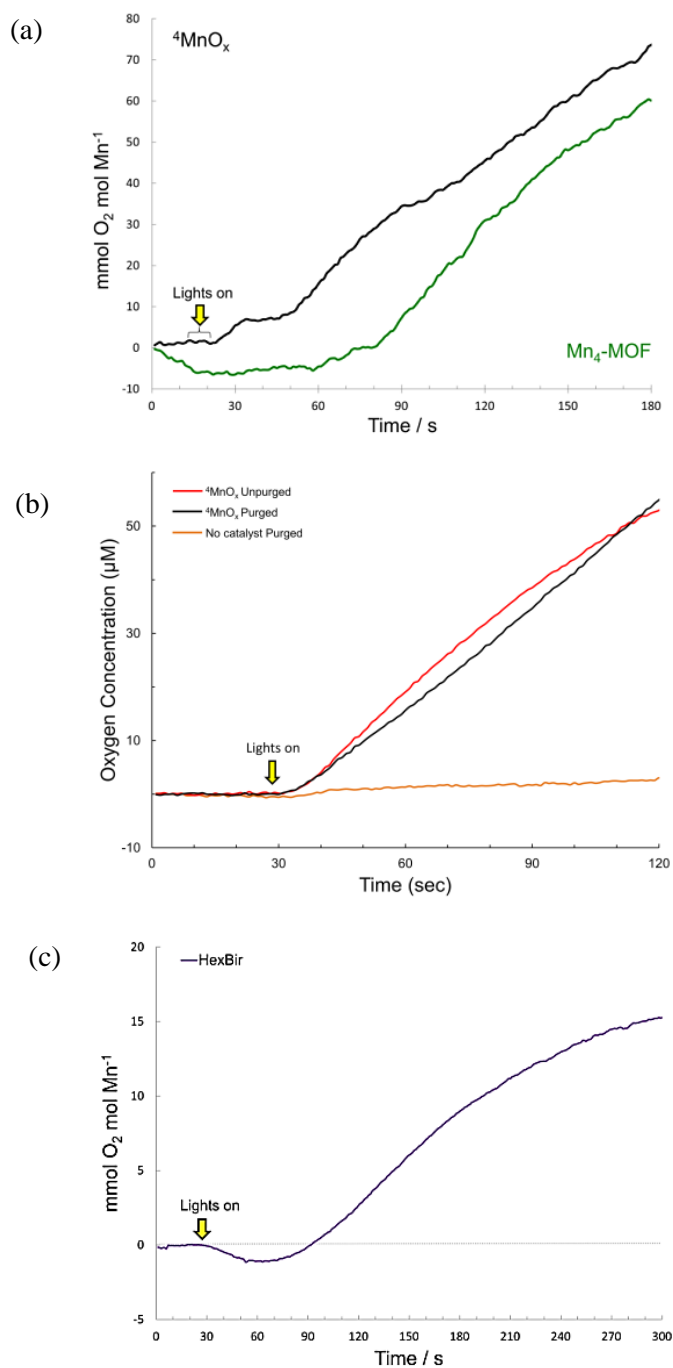 (a)
⁴MnOₓ
80
70
60
50
40
30
20
10
0
-10
mmol O₂ mol Mn⁻¹
Lights on
Mn₄-MOF
0 30 60 90 120 150 180
Time / s
(b)
⁴MnOₓ Unpurged
⁴MnOₓ Purged
No catalyst Purged
50
30
10
-10
Oxygen Concentration (μM)
Lights on
0 30 60 90 120
Time (sec)
(c)
HexBir
20
15
10
5
0
-5
mmol O₂ mol Mn⁻¹
Lights on
0 30 60 90 120 150 180 210 240 270 300
Time / s